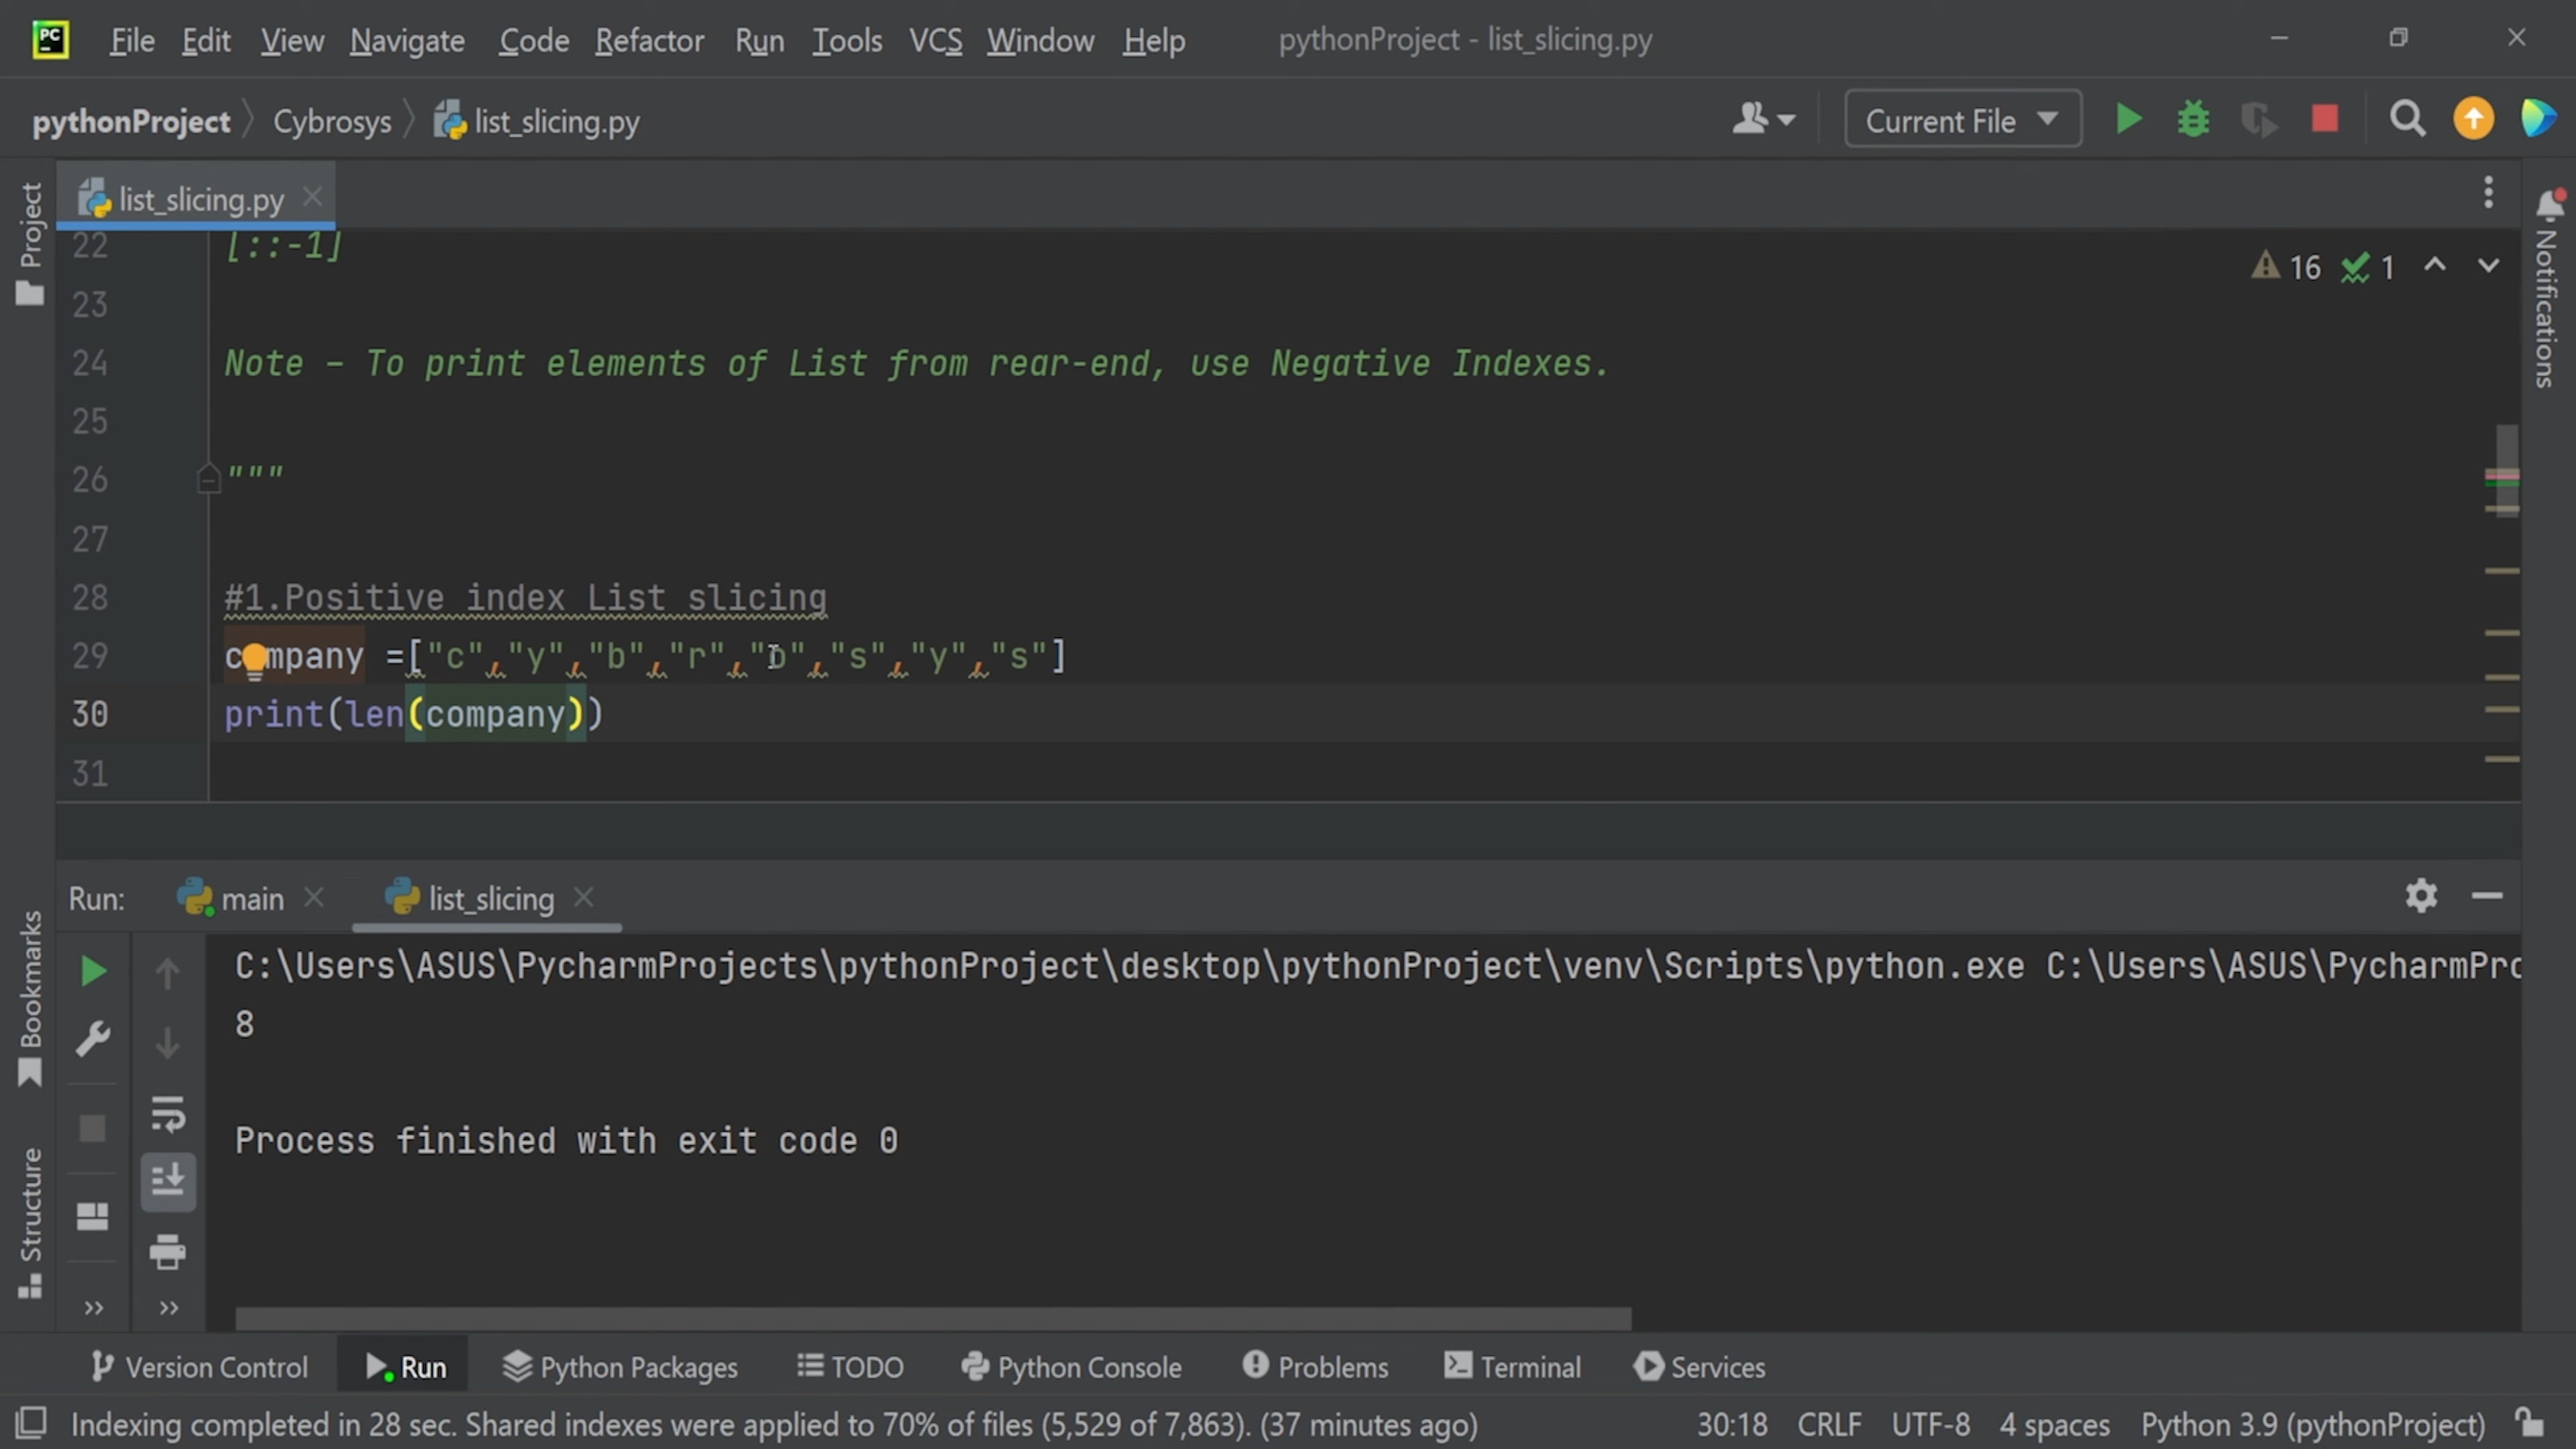 PC File Edit View Navigate Code Refactor Run Tools VCS Window Help pythonProject - list_slicing.py
pythonProject Cybrosys list_slicing.py Current File
Project
list_slicing.py
Notifications
22 [::-1]
16 1
23
24 Note – To print elements of List from rear-end, use Negative Indexes.
25
26 """
27
28 #1.Positive index List slicing
29 company =["c","y","b","r","o","s","y","s"]
30 print(len(company))
31
Run: main list_slicing
Bookmarks
Structure
C:\Users\ASUS\PycharmProjects\pythonProject\desktop\pythonProject\venv\Scripts\python.exe C:\Users\ASUS\PycharmPro
8
Process finished with exit code 0
Version Control Run Python Packages TODO Python Console Problems Terminal Services
Indexing completed in 28 sec. Shared indexes were applied to 70% of files (5,529 of 7,863). (37 minutes ago) 30:18 CRLF UTF-8 4 spaces Python 3.9 (pythonProject)